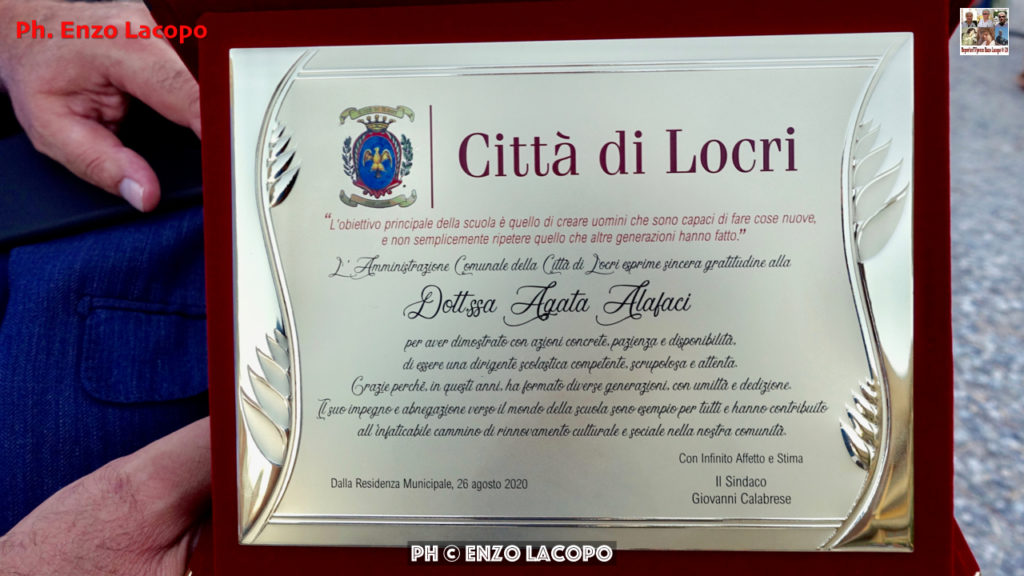 Ph. Enzo Lacopo
Città di Locri
“L'obiettivo principale della scuola è quello di creare uomini che sono capaci di fare cose nuove,
e non semplicemente ripetere quello che altre generazioni hanno fatto.”
L' Amministrazione Comunale della Città di Locri esprime sincera gratitudine alla
Dott.ssa Agata Alafaci
per aver dimostrato con azioni concrete, pazienza e disponibilità,
di essere una dirigente scolastica competente, scrupolosa e attenta.
Grazie perchè, in questi anni, ha formato diverse generazioni, con umiltà e dedizione.
Il suo impegno e abnegazione verso il mondo della scuola sono esempio per tutti e hanno contribuito
all'infaticabile cammino di rinnovamento culturale e sociale nella nostra comunità.
Con Infinito Affetto e Stima
Dalla Residenza Municipale, 26 agosto 2020
Il Sindaco
Giovanni Calabrese
PH © ENZO LACOPO